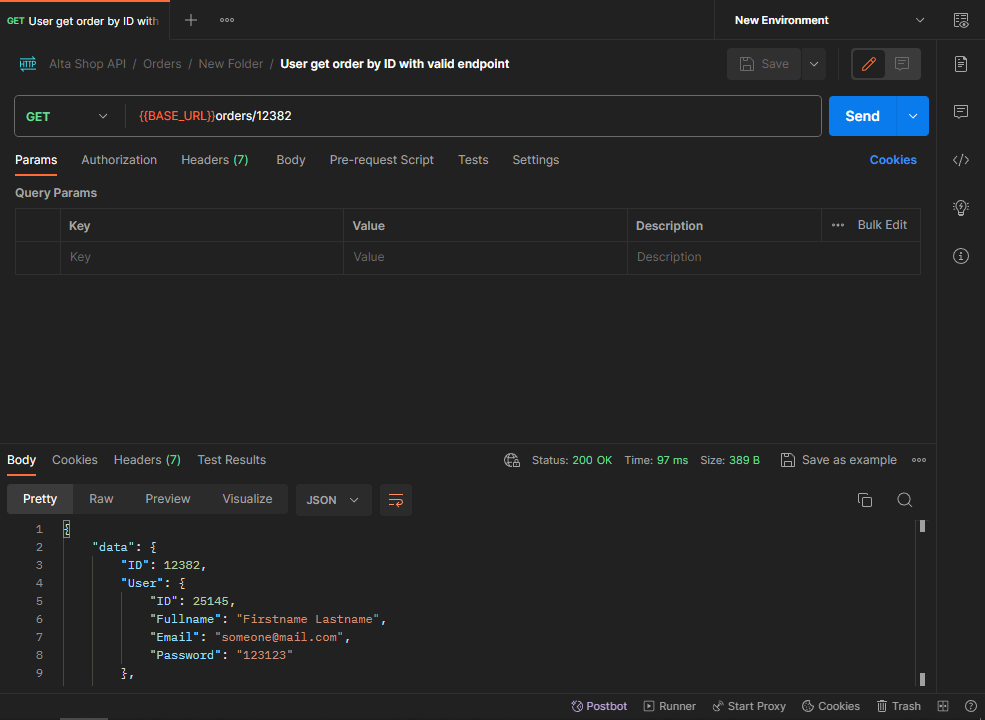 GET User get order by ID with
New Environment
HTTP Alta Shop API / Orders / New Folder / User get order by ID with valid endpoint
Save
GET {{BASE_URL}}orders/12382 Send
Params Authorization Headers (7) Body Pre-request Script Tests Settings Cookies
Query Params
Key Value Description ••• Bulk Edit
Key Value Description
Body Cookies Headers (7) Test Results Status: 200 OK Time: 97 ms Size: 389 B Save as example
Pretty Raw Preview Visualize JSON
1 {
2 "data": {
3 "ID": 12382,
4 "User": {
5 "ID": 25145,
6 "Fullname": "Firstname Lastname",
7 "Email": "someone@mail.com",
8 "Password": "123123"
9 },
Postbot Runner Start Proxy Cookies Trash